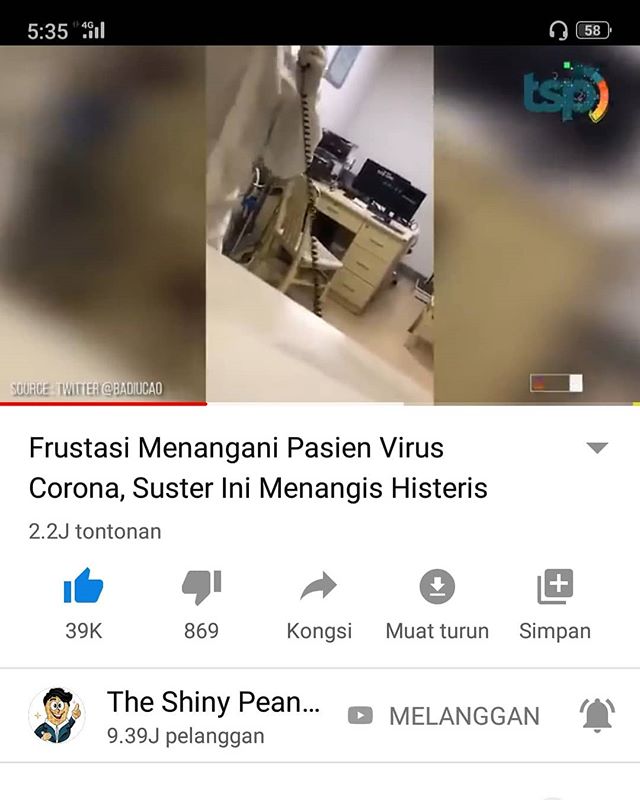 5:35 4G 58
tsp
SOURCE : TWITTER @BADIUCAO
Frustasi Menangani Pasien Virus
Corona, Suster Ini Menangis Histeris
2.2J tontonan
39K 869 Kongsi Muat turun Simpan
The Shiny Pean... MELANGGAN
9.39J pelanggan